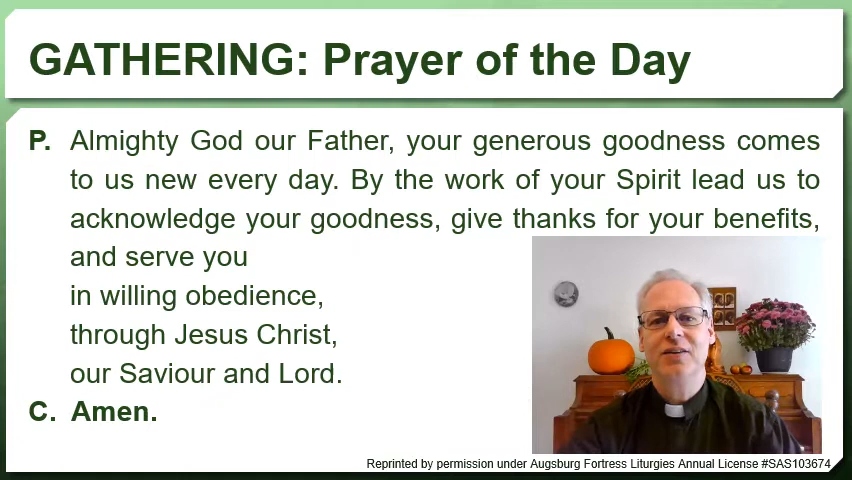 GATHERING: Prayer of the Day
P. Almighty God our Father, your generous goodness comes
to us new every day. By the work of your Spirit lead us to
acknowledge your goodness, give thanks for your benefits,
and serve you
in willing obedience,
through Jesus Christ,
our Saviour and Lord.
C. Amen.
Reprinted by permission under Augsburg Fortress Liturgies Annual License #SAS103674